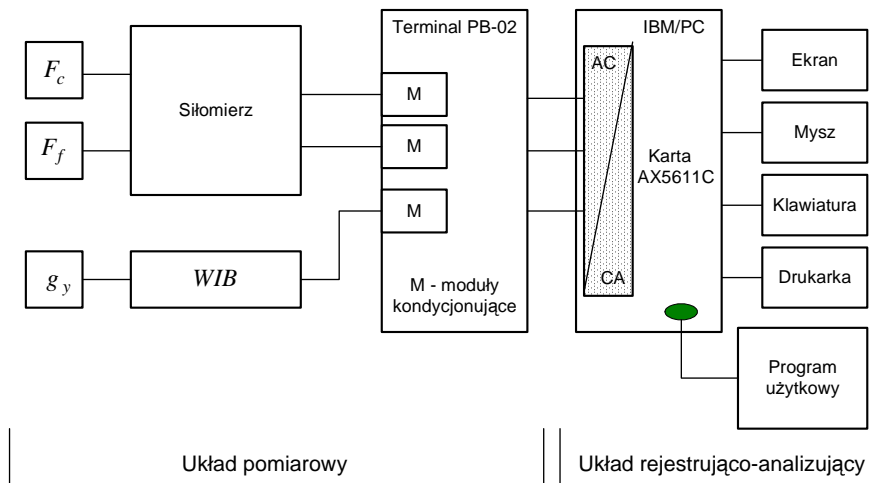 Terminal PB-02
IBM/PC
F_c
Siłomierz
M
AC
Ekran
F_f
M
Mysz
Karta
AX5611C
M
Klawiatura
g_y
WIB
CA
Drukarka
M - moduły
kondycjonujące
Program
użytkowy
Układ pomiarowy
Układ rejestrująco-analizujący